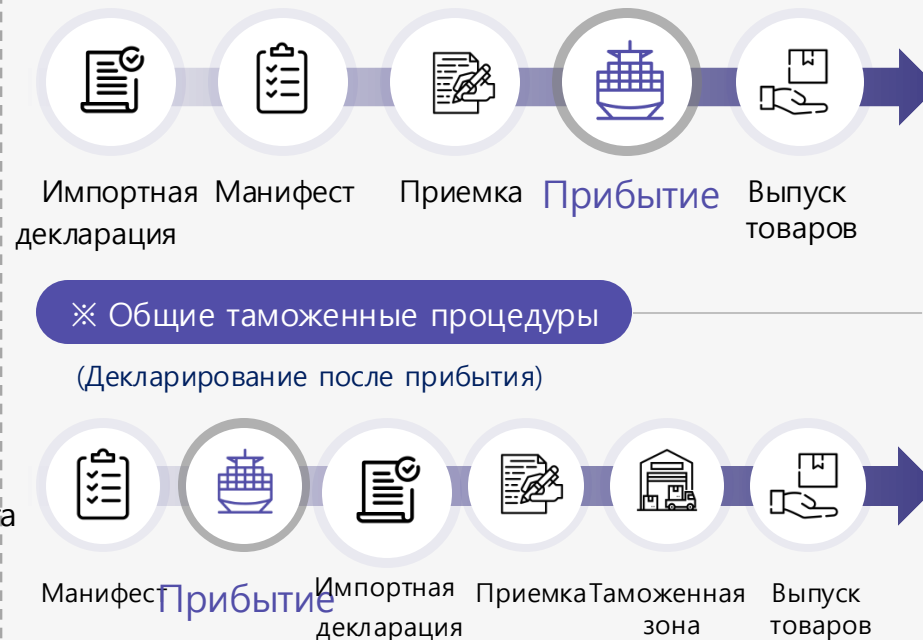 Импортная декларация
Манифест
Приемка
Прибытие
Выпуск товаров
※ Общие таможенные процедуры
(Декларирование после прибытия)
а
Манифест
Прибытие
Импортная декларация
Приемка
Таможенная зона
Выпуск товаров